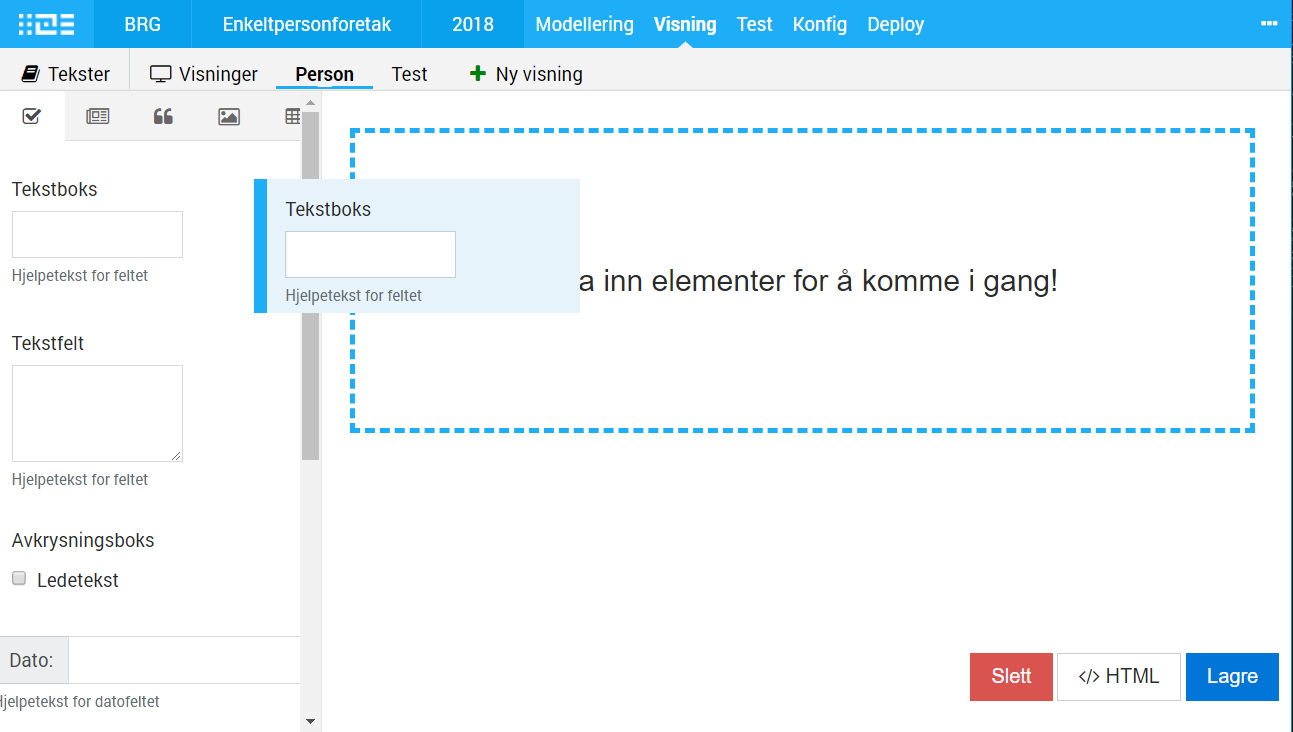 BRG Enkeltpersonforetak 2018 Modellering Visning Test Konfig Deploy
Tekster Visninger Person Test Ny visning
Tekstboks
Hjelpetekst for feltet
Tekstfelt
Hjelpetekst for feltet
Avkrysningsboks
Ledetekst
Dato:
Hjelpetekst for datofeltet
Tekstboks
Hjelpetekst for feltet
a inn elementer for å komme i gang!
Slett </> HTML Lagre